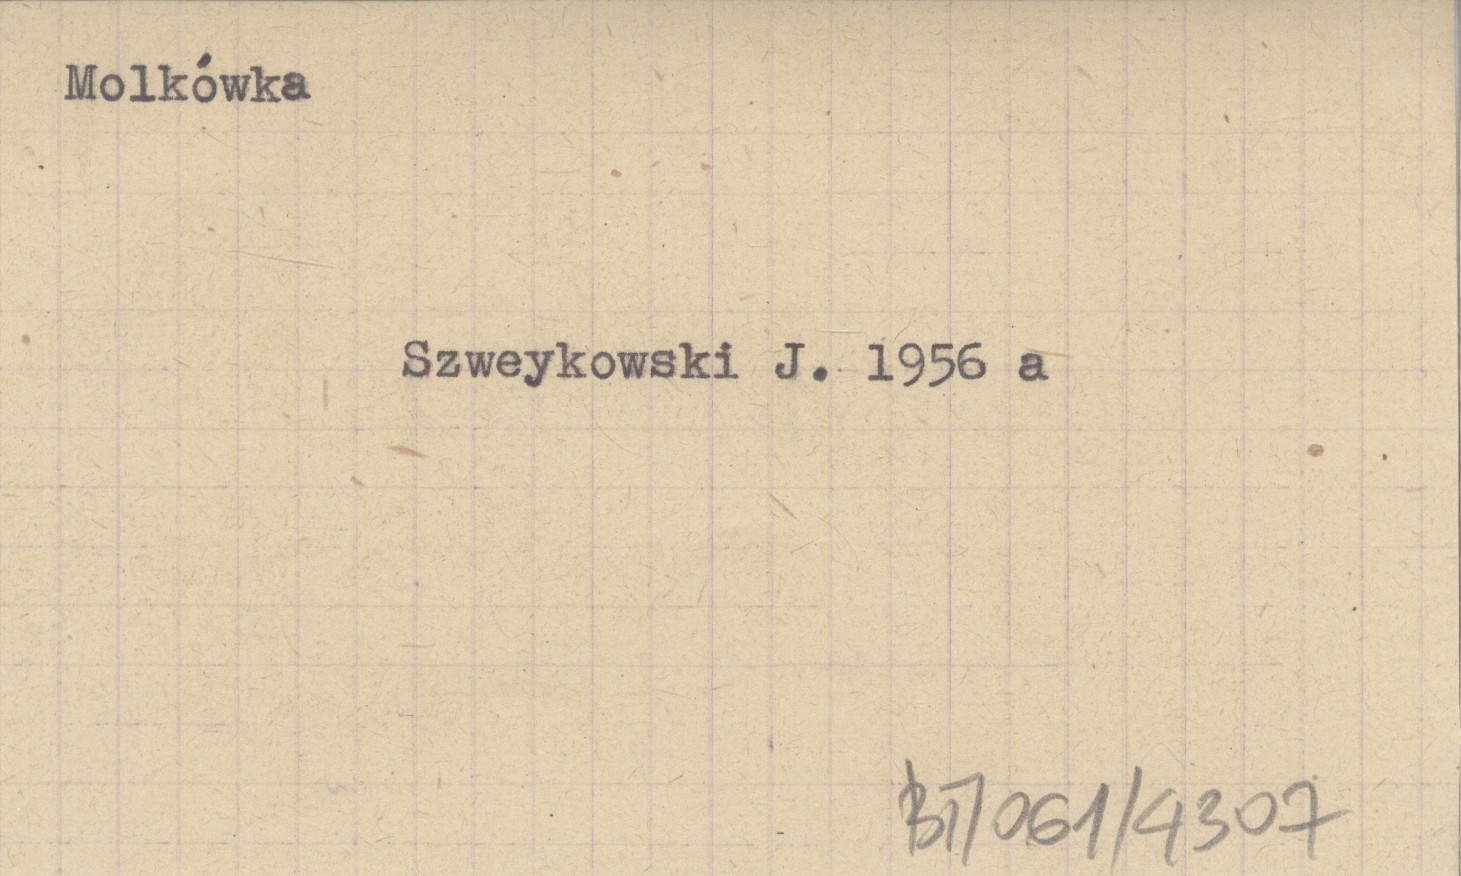 Molkówka
Szweykowski J. 1956 a
BT/061/4307